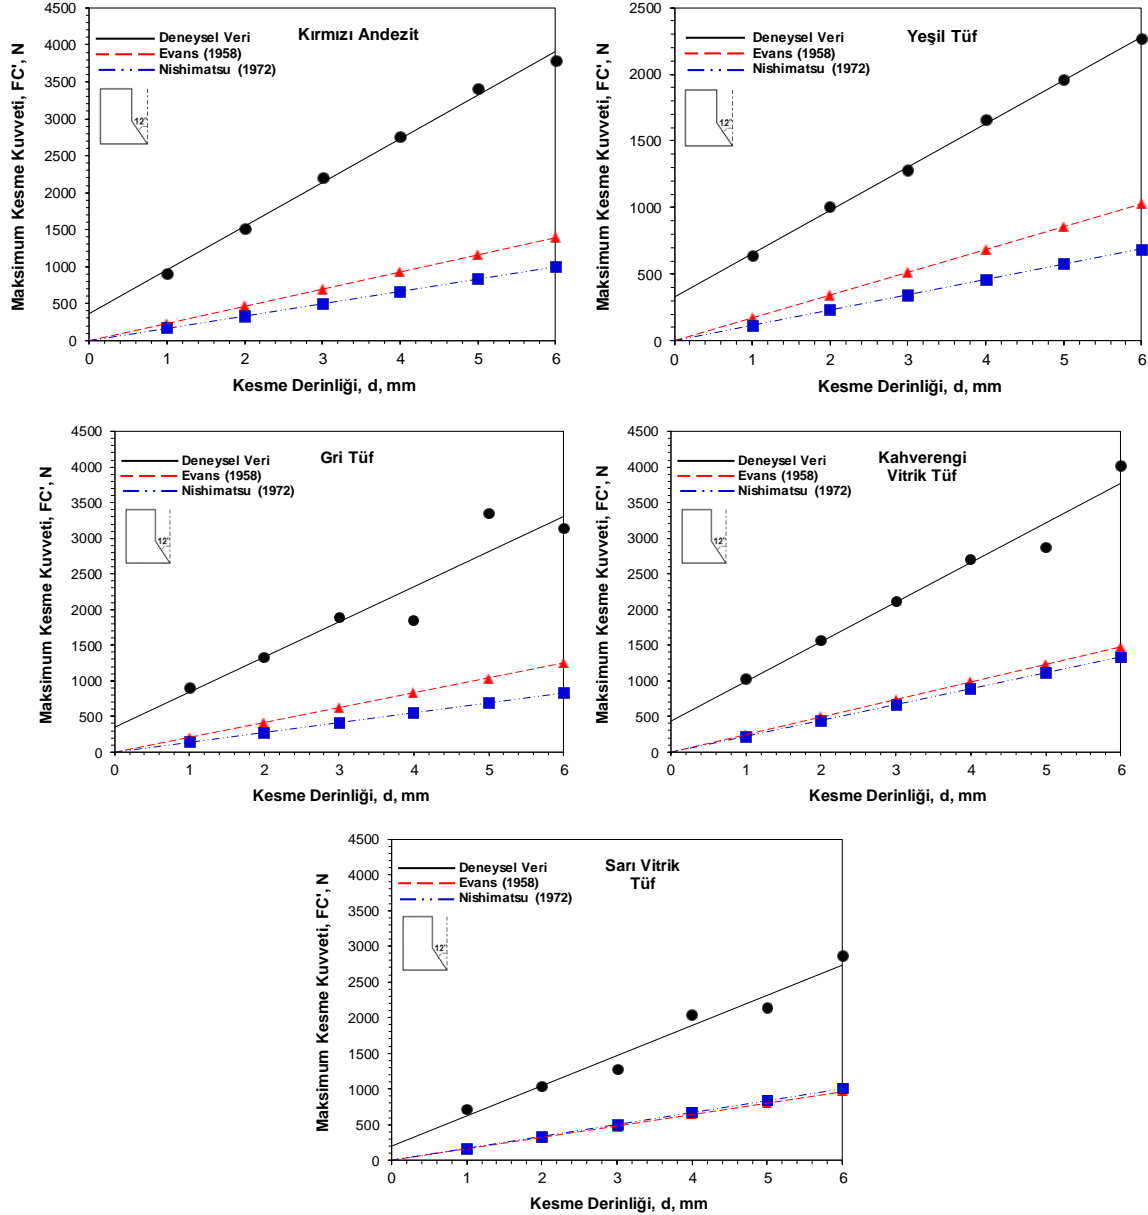 Kırmızı Andezit
Deneysel Veri
Evans (1958)
Nishimatsu (1972)
12°
Maksimum Kesme Kuvveti, FC', N
4500
4000
3500
3000
2500
2000
1500
1000
500
0
0 1 2 3 4 5 6
Kesme Derinliği, d, mm
Yeşil Tüf
Deneysel Veri
Evans (1958)
Nishimatsu (1972)
12°
Maksimum Kesme Kuvveti, FC', N
2500
2000
1500
1000
500
0
0 1 2 3 4 5 6
Kesme Derinliği, d, mm
Gri Tüf
Deneysel Veri
Evans (1958)
Nishimatsu (1972)
12°
Maksimum Kesme Kuvveti, FC', N
4500
4000
3500
3000
2500
2000
1500
1000
500
0
0 1 2 3 4 5 6
Kesme Derinliği, d, mm
Kahverengi
Vitrik Tüf
Deneysel Veri
Evans (1958)
Nishimatsu (1972)
12°
Maksimum Kesme Kuvveti, FC', N
4500
4000
3500
3000
2500
2000
1500
1000
500
0
0 1 2 3 4 5 6
Kesme Derinliği, d, mm
Sarı Vitrik
Tüf
Deneysel Veri
Evans (1958)
Nishimatsu (1972)
12°
Maksimum Kesme Kuvveti, FC', N
4500
4000
3500
3000
2500
2000
1500
1000
500
0
0 1 2 3 4 5 6
Kesme Derinliği, d, mm